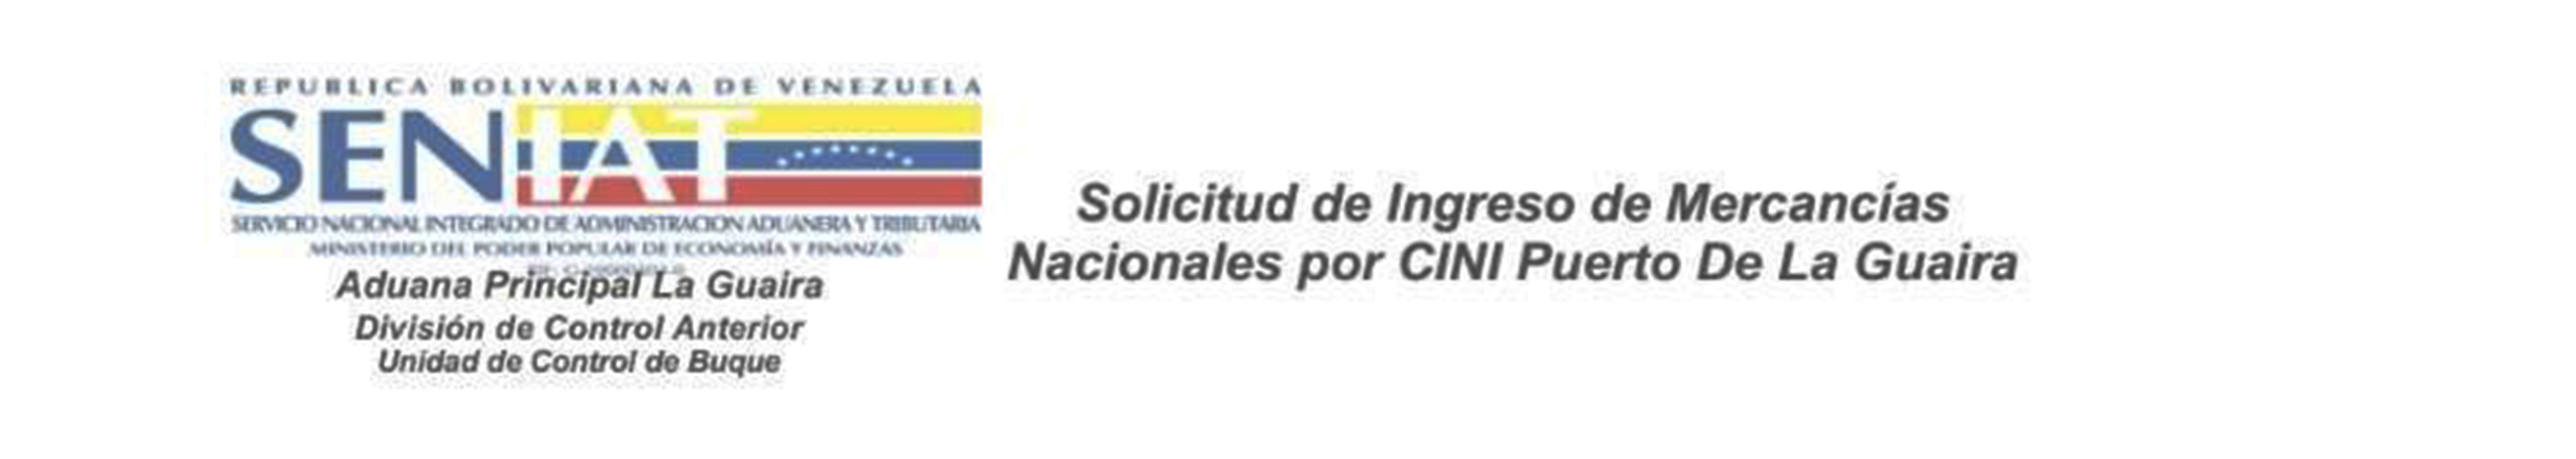 REPUBLICA BOLIVARIANA DE VENEZUELA
SENIAT
SERVICIO NACIONAL INTEGRADO DE ADMINISTRACION ADUANERA Y TRIBUTARIA
MINISTERIO DEL PODER POPULAR DE ECONOMÍA Y FINANZAS
Aduana Principal La Guaira
División de Control Anterior
Unidad de Control de Buque
Solicitud de Ingreso de Mercancías
Nacionales por CINI Puerto De La Guaira